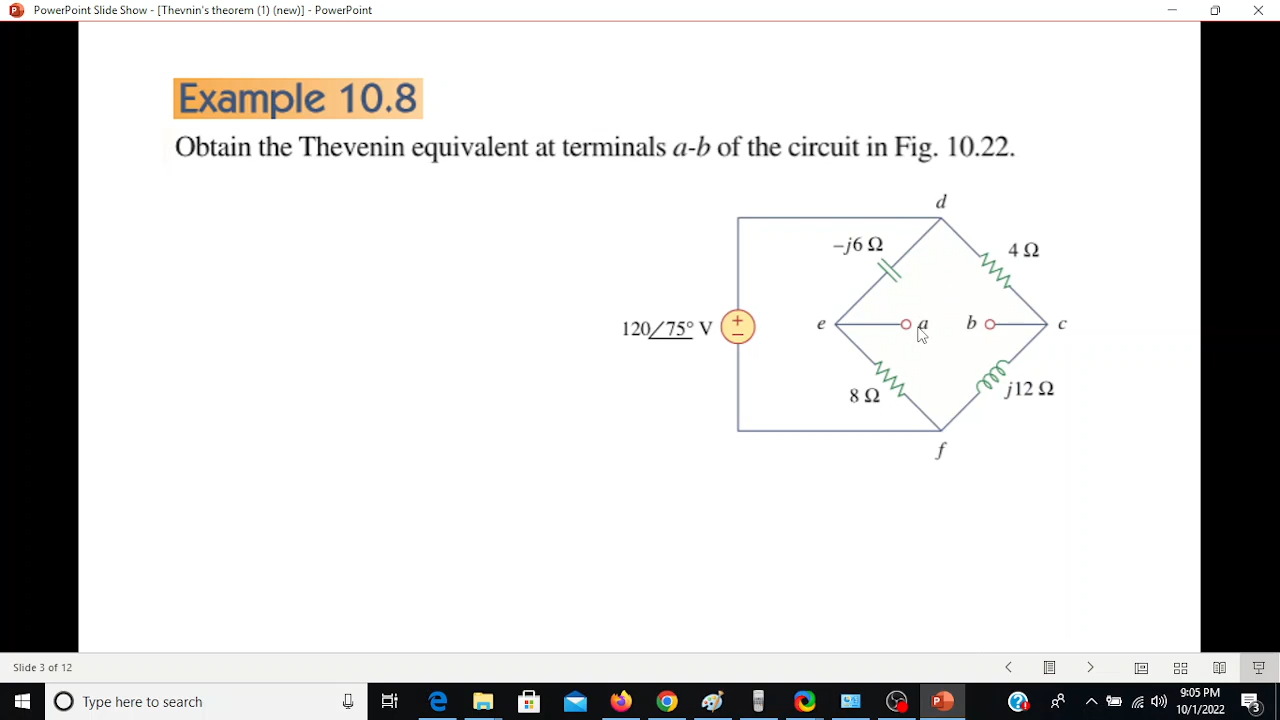 PowerPoint Slide Show - [Thevnin's theorem (1) (new)] - PowerPoint
Example 10.8
Obtain the Thevenin equivalent at terminals a-b of the circuit in Fig. 10.22.
d
–j6 Ω
4 Ω
120/75° V
+
−
e
a
b
c
8 Ω
j12 Ω
f
Slide 3 of 12
Type here to search
9:05 PM
10/1/2022
3